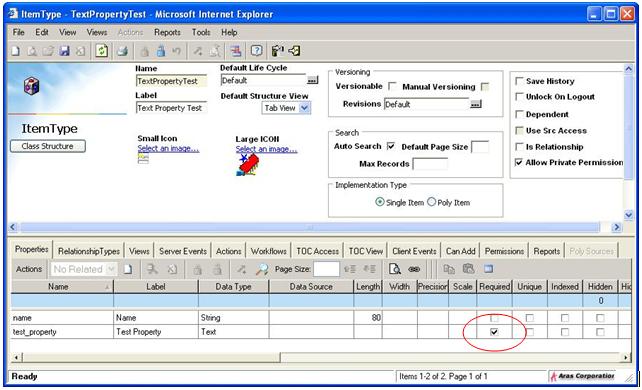 ItemType - TextPropertyTest - Microsoft Internet Explorer
File Edit View Views Actions Reports Tools Help
Name
TextPropertyTest
Default Life Cycle
Default
...
Label
Text Property Test
Default Structure View
Tab View
ItemType
Class Structure
Small Icon
Select an image...
Large ICON
Select an image...
Versioning
Versionable Manual Versioning
Revisions Default ...
Search
Auto Search Default Page Size
Max Records
Implementation Type
Single Item Poly Item
Save History
Unlock On Logout
Dependent
Use Src Access
Is Relationship
Allow Private Permission
Properties RelationshipTypes Views Server Events Actions Workflows TOC Access TOC View Client Events Can Add Permissions Reports Poly Sources
Actions No Related Page Size:
Name Label Data Type Data Source Length Width Precision Scale Required Unique Indexed Hidden Hid
0
name Name String 80
test_property Test Property Text
Ready Items 1-2 of 2. Page 1 of 1 Aras Corporation